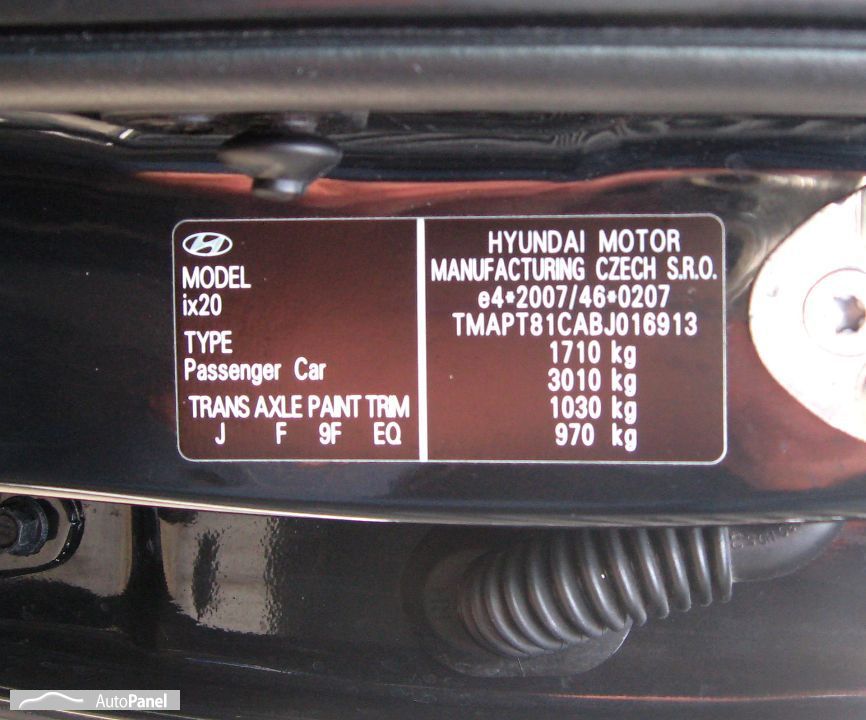 MODEL
ix20
TYPE
Passenger Car
TRANS AXLE PAINT TRIM
J F 9F EQ
HYUNDAI MOTOR
MANUFACTURING CZECH S.R.O.
e4*2007/46*0207
TMAPT81CABJ016913
1710 kg
3010 kg
1030 kg
970 kg
AutoPanel